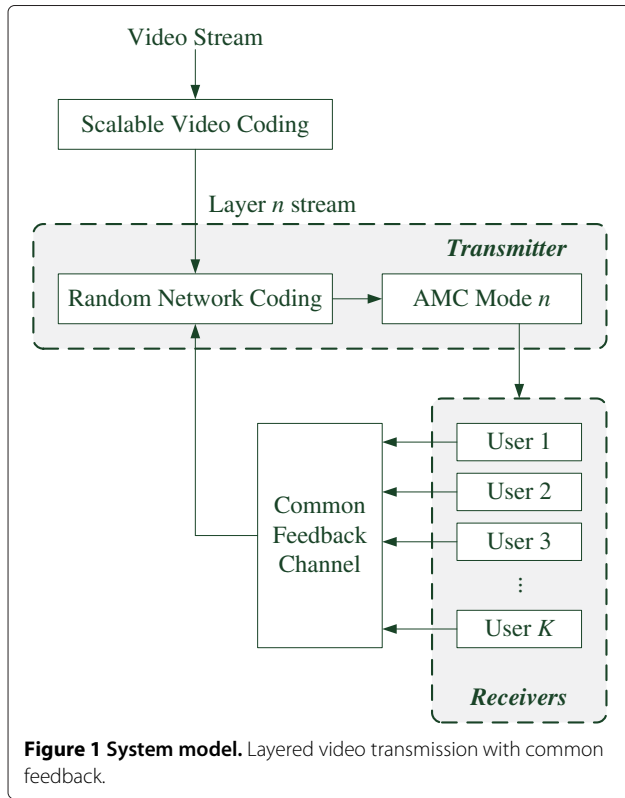 Video Stream
Scalable Video Coding
Layer n stream
Transmitter
Random Network Coding
AMC Mode n
User 1
User 2
User 3
⋮
User K
Common
Feedback
Channel
Receivers
Figure 1 System model. Layered video transmission with common
feedback.